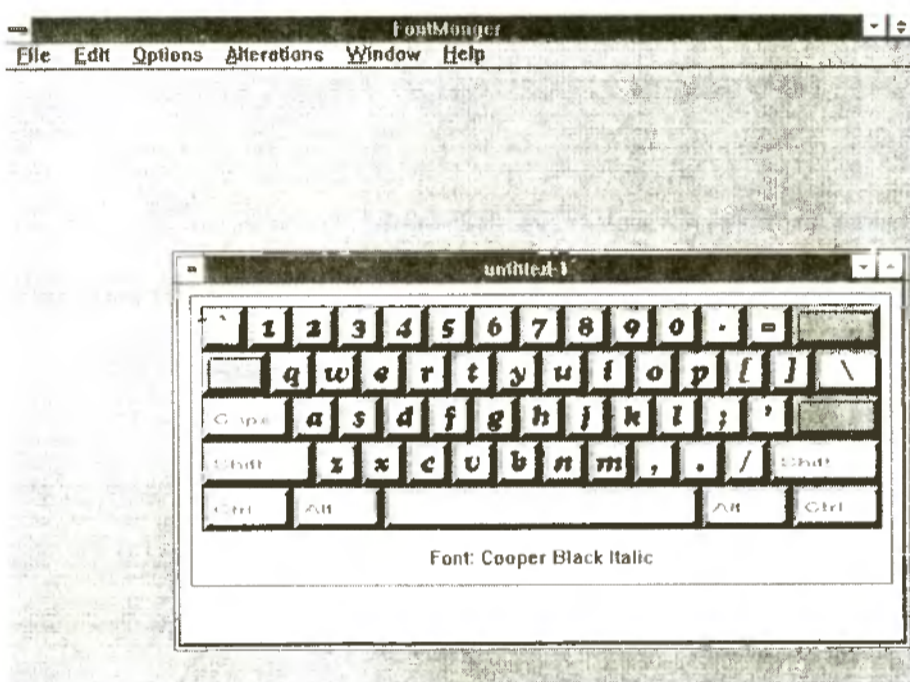 FontMonger
File Edit Options Alterations Window Help
untitled-1
` 1 2 3 4 5 6 7 8 9 0 - =
q w e r t y u i o p [ ] \
Caps a s d f g h j k l ; '
Shift z x c v b n m , . / Shift
Ctrl Alt Alt Ctrl
Font: Cooper Black Italic